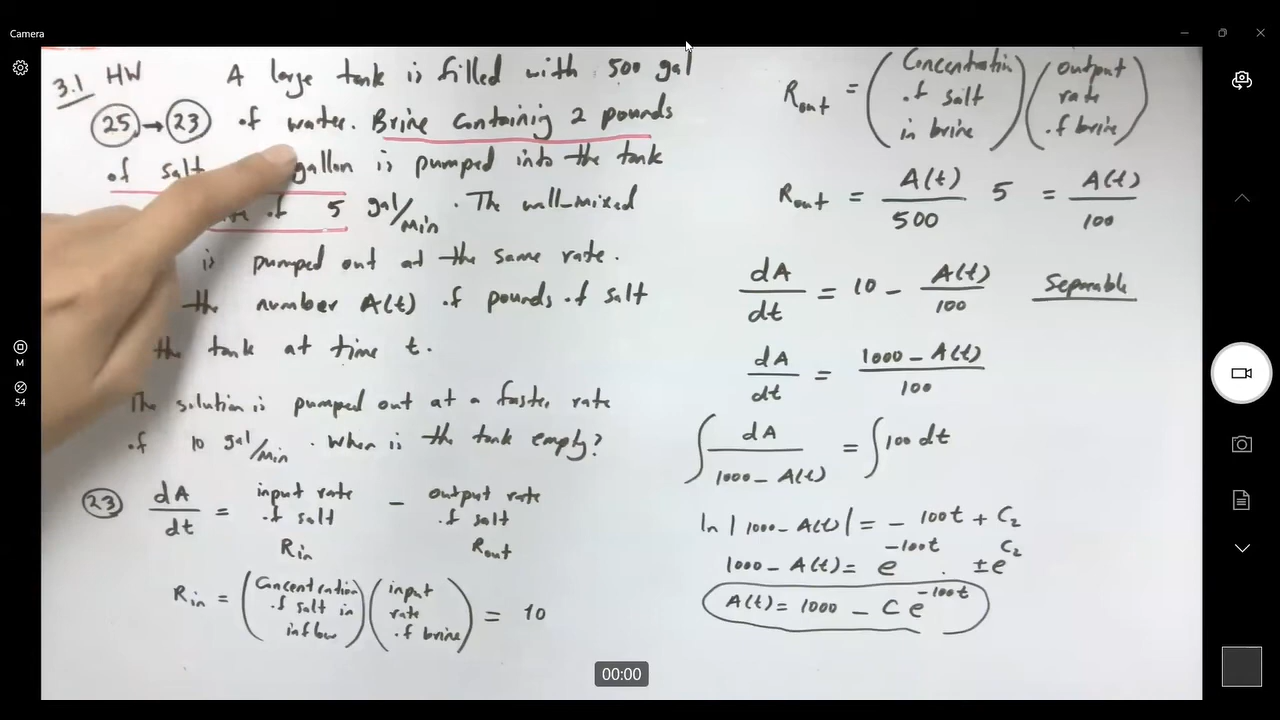 Camera
3.1 HW A large tank is filled with 500 gal
25 → 23 of water. Brine Containing 2 pounds
of salt gallon is pumped into the tank
of 5 gal/min. The well-mixed
is pumped out at the same rate.
the number A(t) of pounds of salt
the tank at time t.
The solution is pumped out at a faster rate
of 10 gal/min. When is the tank empty?
23 dA/dt = input rate of salt - output rate of salt
Rin Rout
Rin = (Concentration of salt in inflow) (input rate of brine) = 10
Rout = (Concentration of salt in brine) (output rate of brine)
Rout = A(t)/500 5 = A(t)/100
dA/dt = 10 - A(t)/100 Separable
dA/dt = 1000 - A(t)/100
∫ dA/1000 - A(t) = ∫ 100 dt
ln |1000 - A(t)| = - 100t + C₂
1000 - A(t) = e^-100t . ±e^C₂
A(t) = 1000 - C e^-100t
M
54
00:00